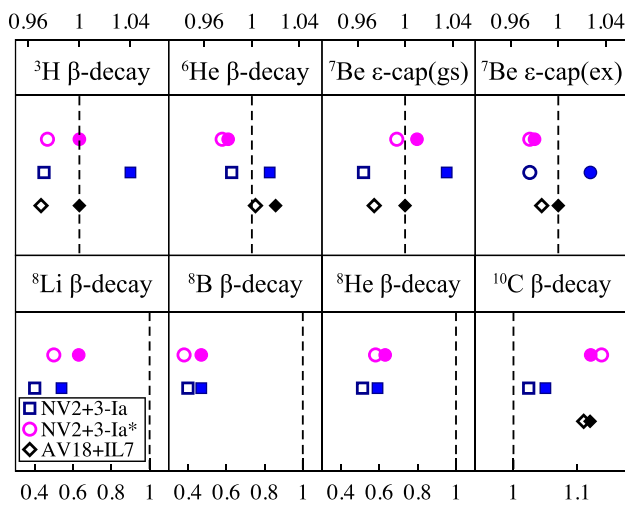 0.96 1 1.04 0.96 1 1.04 0.96 1 1.04 0.96 1 1.04
³H β-decay ⁶He β-decay ⁷Be ε-cap(gs) ⁷Be ε-cap(ex)
⁸Li β-decay ⁸B β-decay ⁸He β-decay ¹⁰C β-decay
NV2+3-Ia
NV2+3-Ia*
AV18+IL7
0.4 0.6 0.8 1 0.4 0.6 0.8 1 0.4 0.6 0.8 1 1 1.1